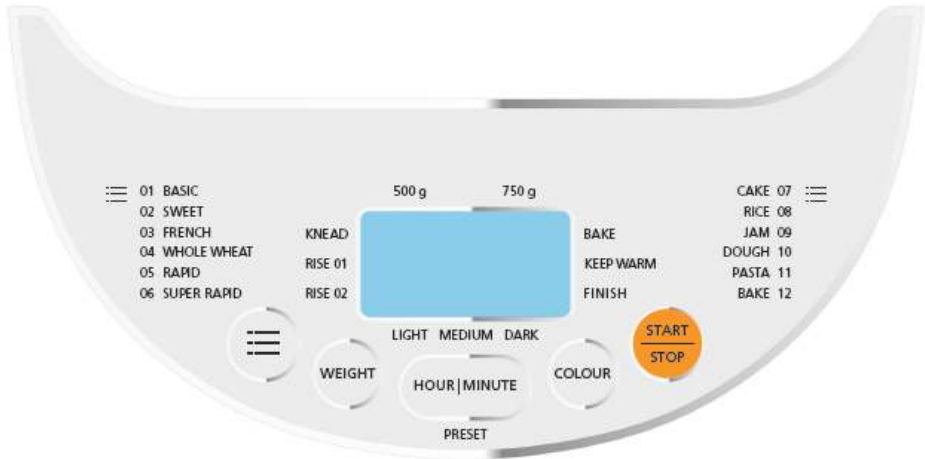 01 BASIC
02 SWEET
03 FRENCH
04 WHOLE WHEAT
05 RAPID
06 SUPER RAPID
500 g 750 g
KNEAD
RISE 01
RISE 02
BAKE
KEEP WARM
FINISH
LIGHT MEDIUM DARK
CAKE 07
RICE 08
JAM 09
DOUGH 10
PASTA 11
BAKE 12
WEIGHT
HOUR|MINUTE
COLOUR
START
STOP
PRESET